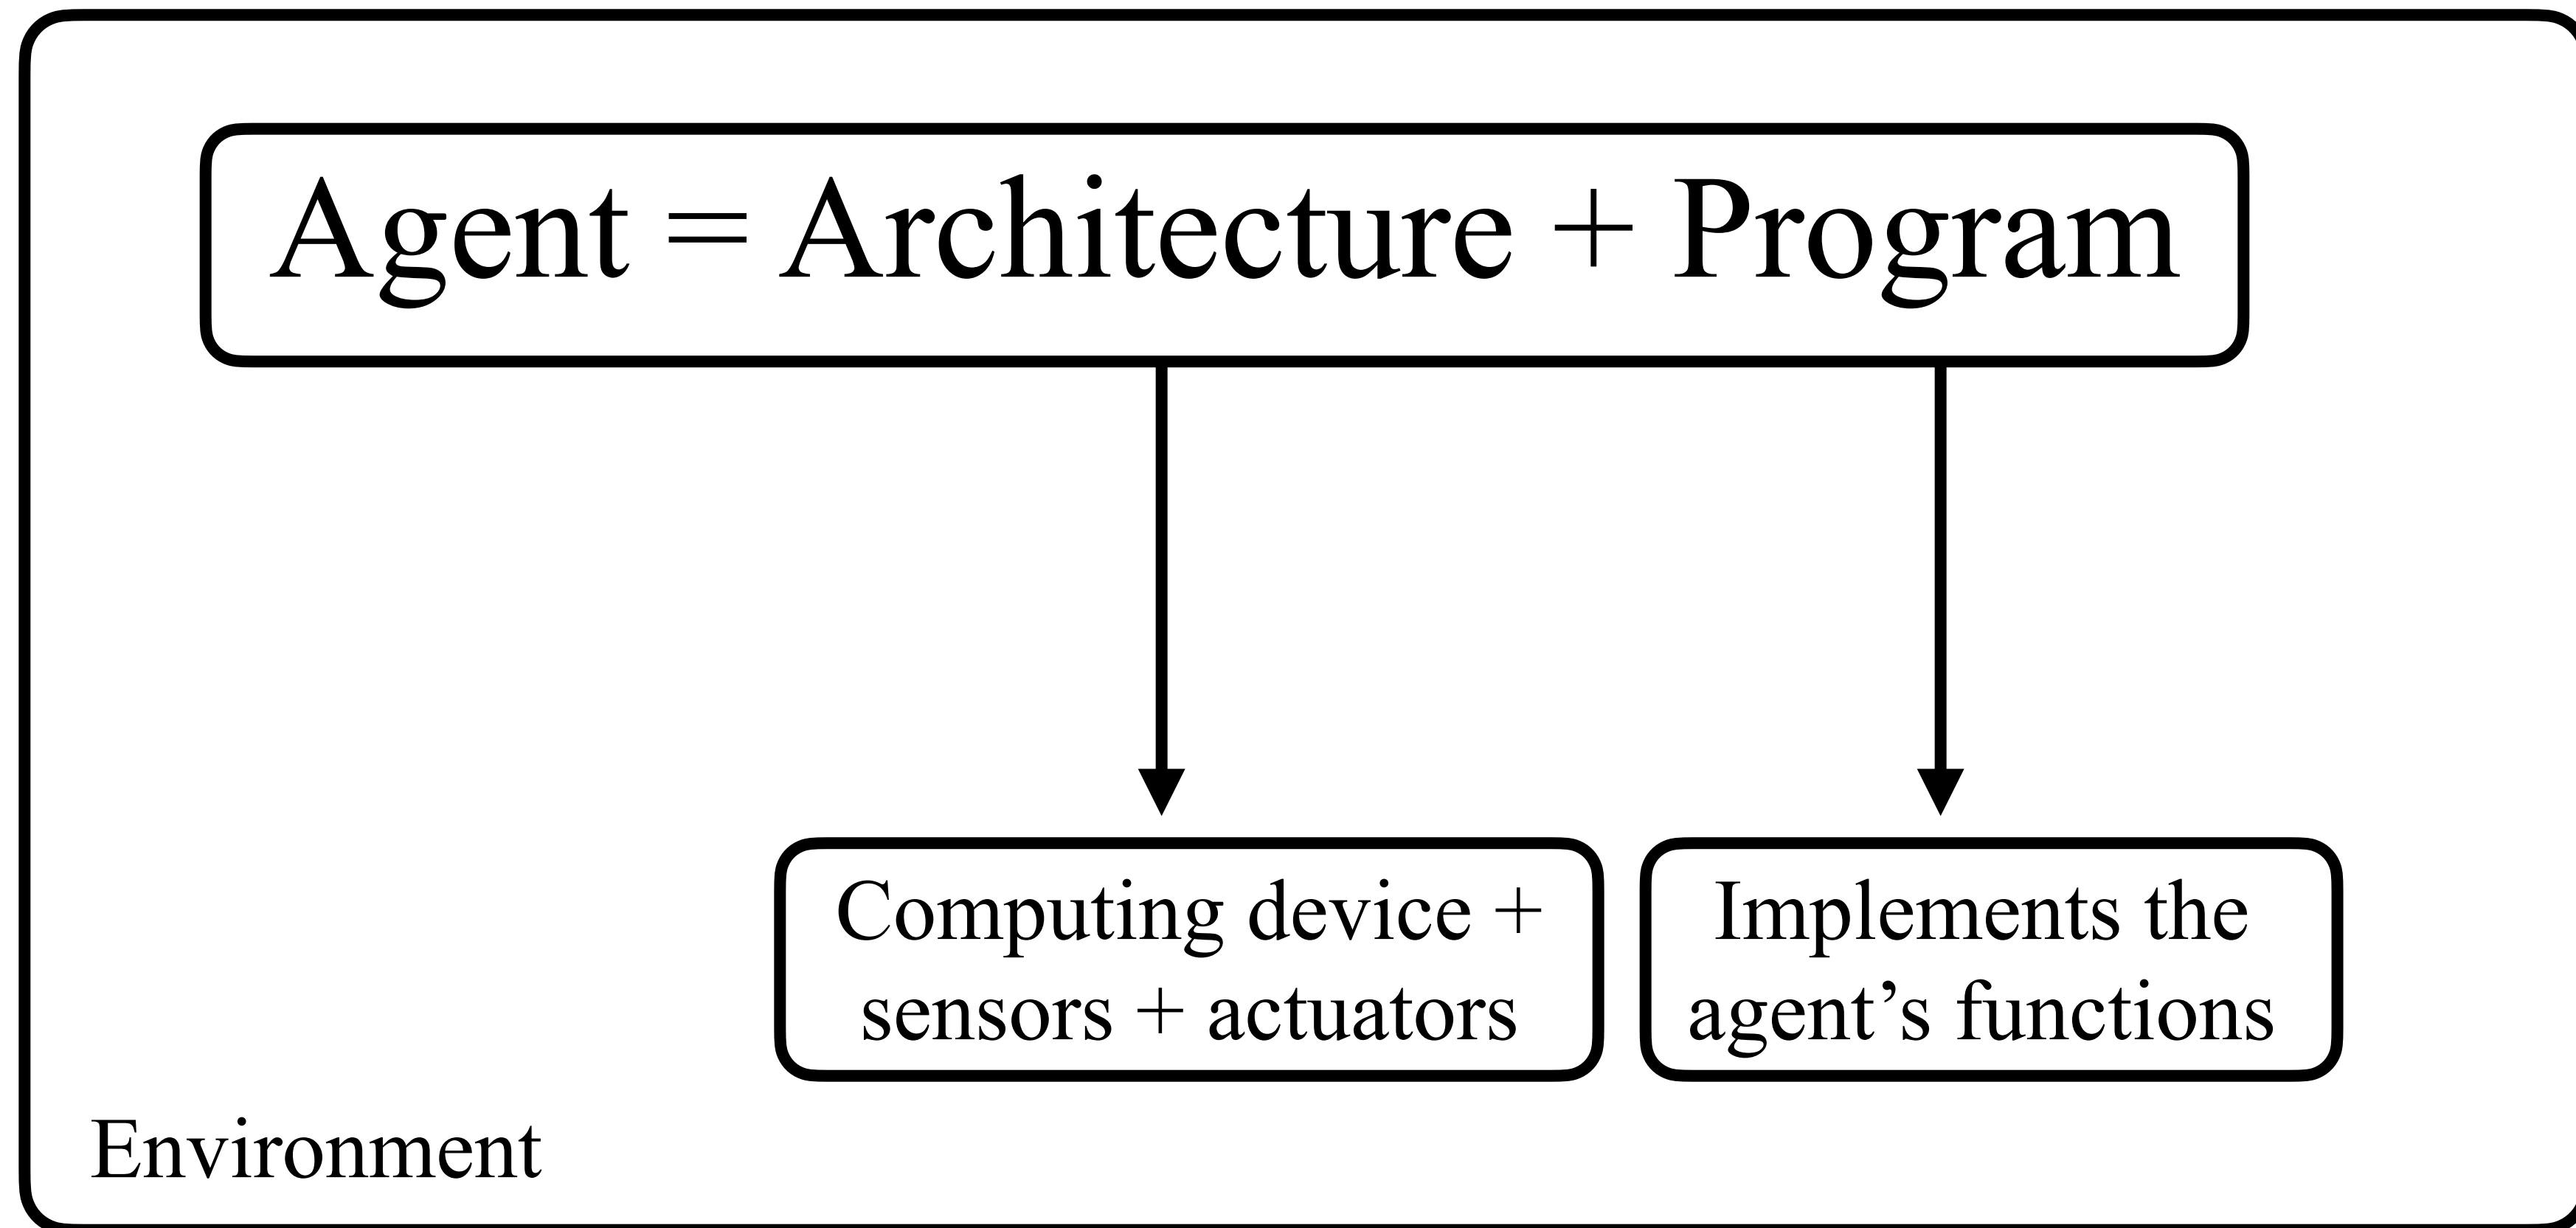 Agent = Architecture + Program
Computing device +
sensors + actuators
Implements the
agent’s functions
Environment